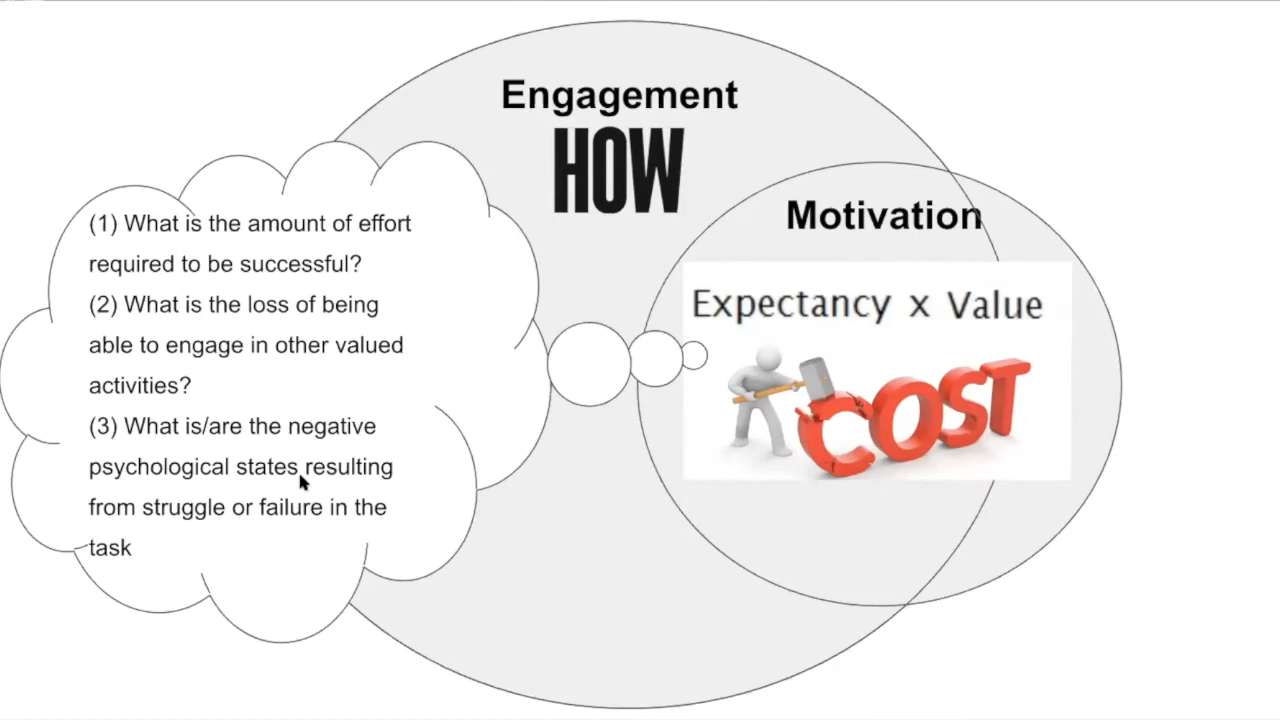 Engagement
HOW
Motivation
Expectancy x Value
COST
(1) What is the amount of effort
required to be successful?
(2) What is the loss of being
able to engage in other valued
activities?
(3) What is/are the negative
psychological states resulting
from struggle or failure in the
task